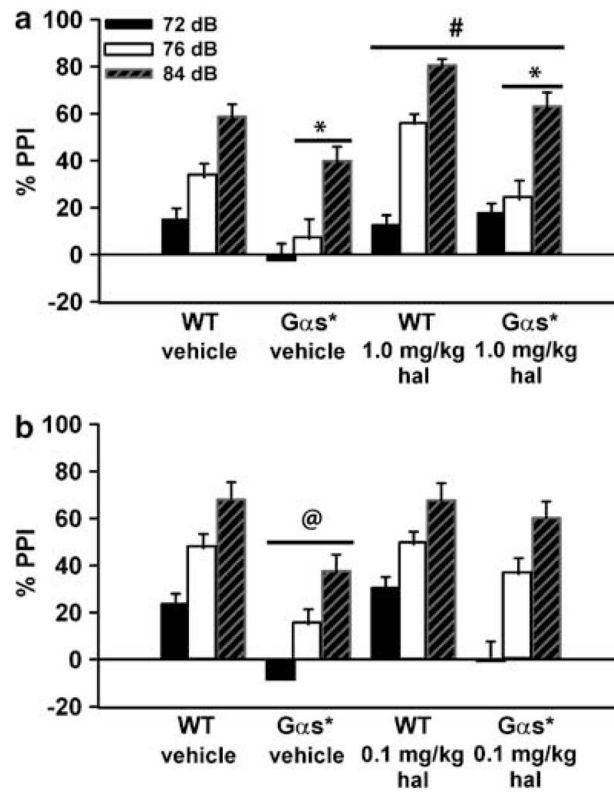 a
72 dB
76 dB
84 dB
#
*
*
% PPI
100
80
60
40
20
0
-20
WT
vehicle
Gαs*
vehicle
WT
1.0 mg/kg
hal
Gαs*
1.0 mg/kg
hal
b
@
% PPI
100
80
60
40
20
0
-20
WT
vehicle
Gαs*
vehicle
WT
0.1 mg/kg
hal
Gαs*
0.1 mg/kg
hal